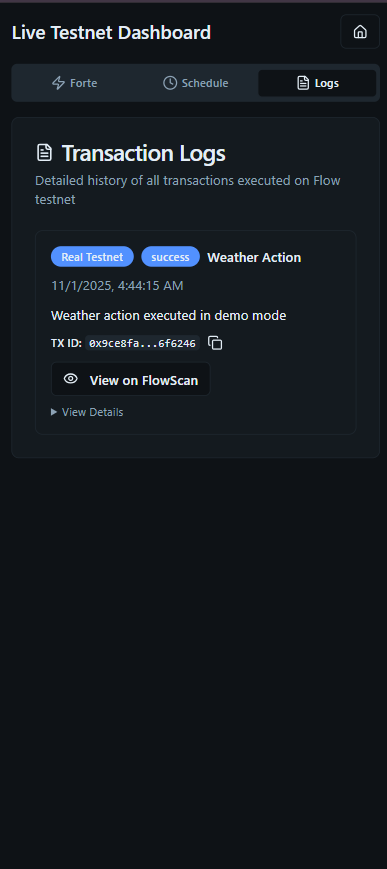 Live Testnet Dashboard
Forte
Schedule
Logs
Transaction Logs
Detailed history of all transactions executed on Flow
testnet
Real Testnet
success
Weather Action
11/1/2025, 4:44:15 AM
Weather action executed in demo mode
TX ID: 0x9ce8fa...6f6246
View on FlowScan
View Details